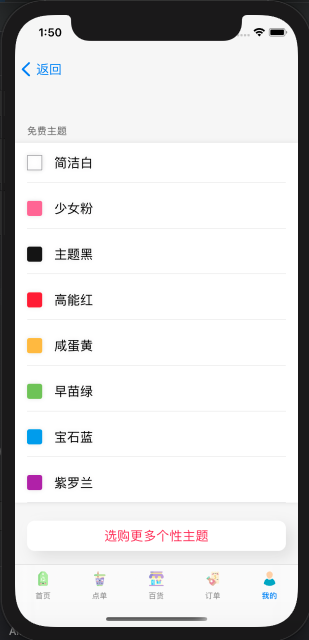 1:50
返回
免费主题
简洁白
少女粉
主题黑
高能红
咸蛋黄
早苗绿
宝石蓝
紫罗兰
选购更多个性主题
首页
点单
百货
订单
我的